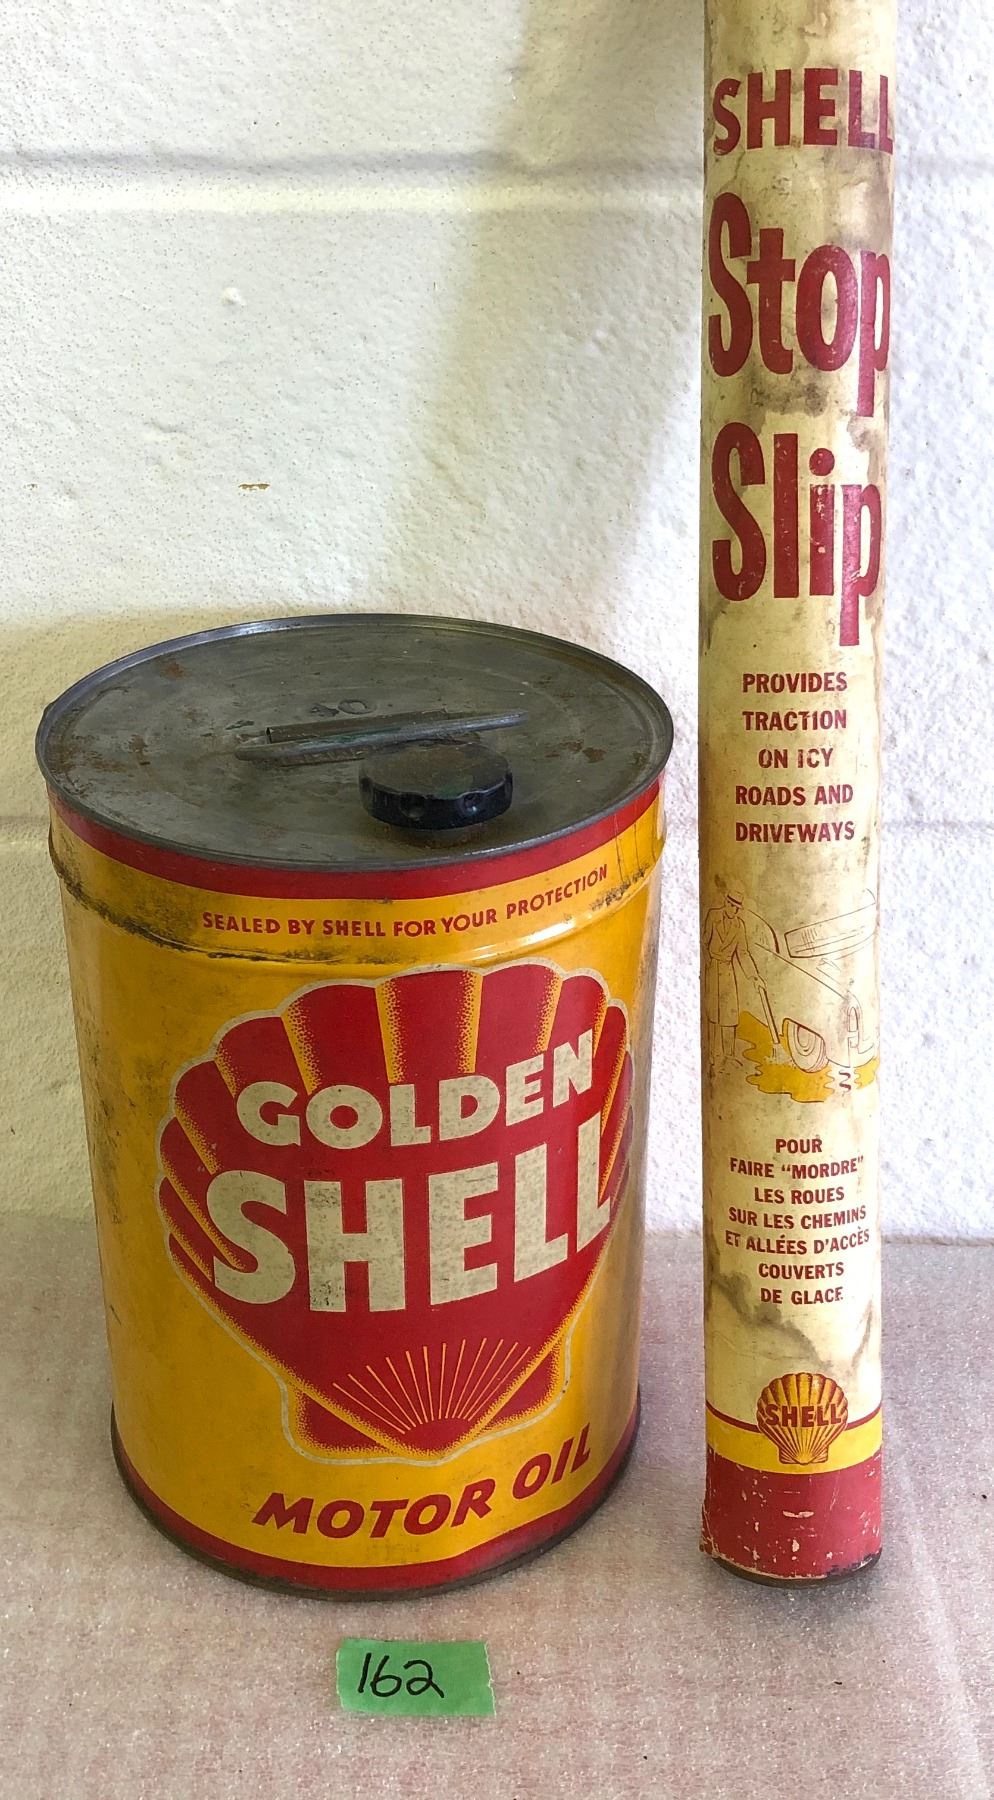 SHELL
Stop
Slip
PROVIDES
TRACTION
ON ICY
ROADS AND
DRIVEWAYS
POUR
FAIRE "MORDRE"
LES ROUES
SUR LES CHEMINS
ET ALLÉES D'ACCÈS
COUVERTS
DE GLACE
SHELL
40
SEALED BY SHELL FOR YOUR PROTECTION
GOLDEN
SHELL
MOTOR OIL
162